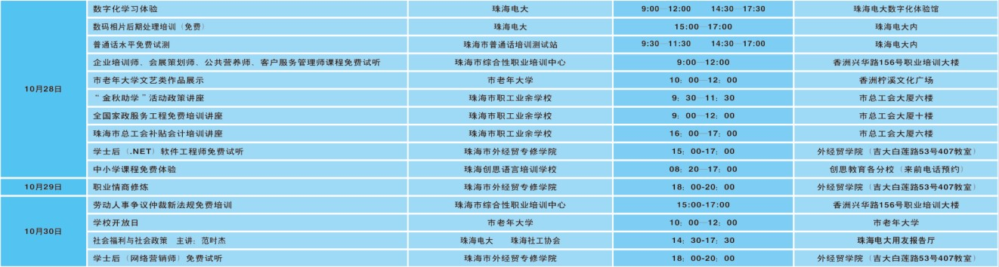 10月28日
数字化学习体验 珠海电大 9:00—12:00 14:30—17:30 珠海电大数字化体验馆
数码相片后期处理培训（免费） 珠海电大 15:00—17:00 珠海电大内
普通话水平免费试测 珠海市普通话培训测试站 9:30—11:30 14:30—17:00 珠海电大内
企业培训师、会展策划师、公共营养师、客户服务管理师课程免费试听 珠海市综合性职业培训中心 9:00—12:00 香洲兴华路156号职业培训大楼
市老年大学文艺类作品展示 市老年大学 10：00—12：00 香洲柠溪文化广场
“金秋助学”活动政策讲座 珠海市职工业余学校 9：30—11：30 市总工会大厦六楼
全国家政服务工程免费培训讲座 珠海市职工业余学校 9：00—12：00 市总工会大厦十楼
珠海市总工会补贴会计培训讲座 珠海市职工业余学校 16：00—17：00 市总工会大厦六楼
学士后（.NET）软件工程师免费试听 珠海市外经贸专修学院 15：00-17：00 外经贸学院（吉大白莲路53号407教室）
中小学课程免费体验 珠海创思语言培训学校 08：20—17：00 创思教育各分校（来前电话预约）
10月29日
职业情商修炼 珠海市外经贸专修学院 18：00-20：00 外经贸学院（吉大白莲路53号407教室）
10月30日
劳动人事争议仲裁新法规免费培训 珠海市综合性职业培训中心 15:00-17:00 香洲兴华路156号职业培训大楼
学校开放日 市老年大学 10：00—12：00 市老年大学
社会福利与社会政策 主讲：范时杰 珠海电大 珠海社工协会 14：30-17：30 珠海电大用友报告厅
学士后（网络营销师）免费试听 珠海市外经贸专修学院 18：00-20：00 外经贸学院（吉大白莲路53号407教室）